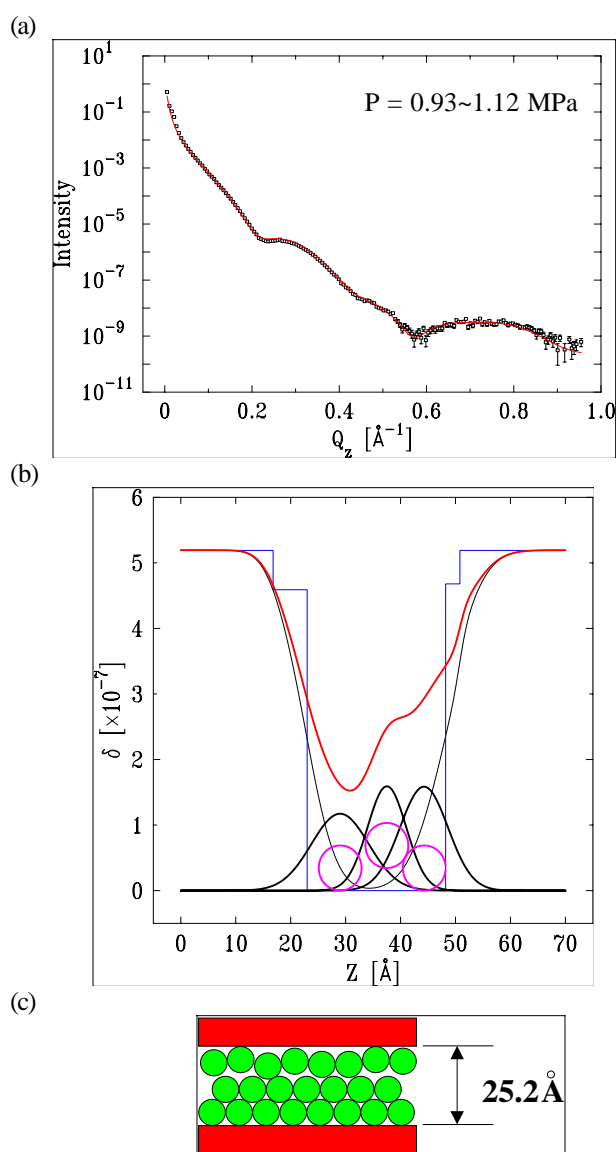 (a)
10^1
10^-1
10^-3
10^-5
10^-7
10^-9
10^-11
Intensity
P = 0.93~1.12 MPa
0 0.2 0.4 0.6 0.8 1.0
Q_z [Å^-1]
(b)
6
5
4
3
2
1
0
δ [×10^-7]
0 10 20 30 40 50 60 70
Z [Å]
(c)
25.2Å